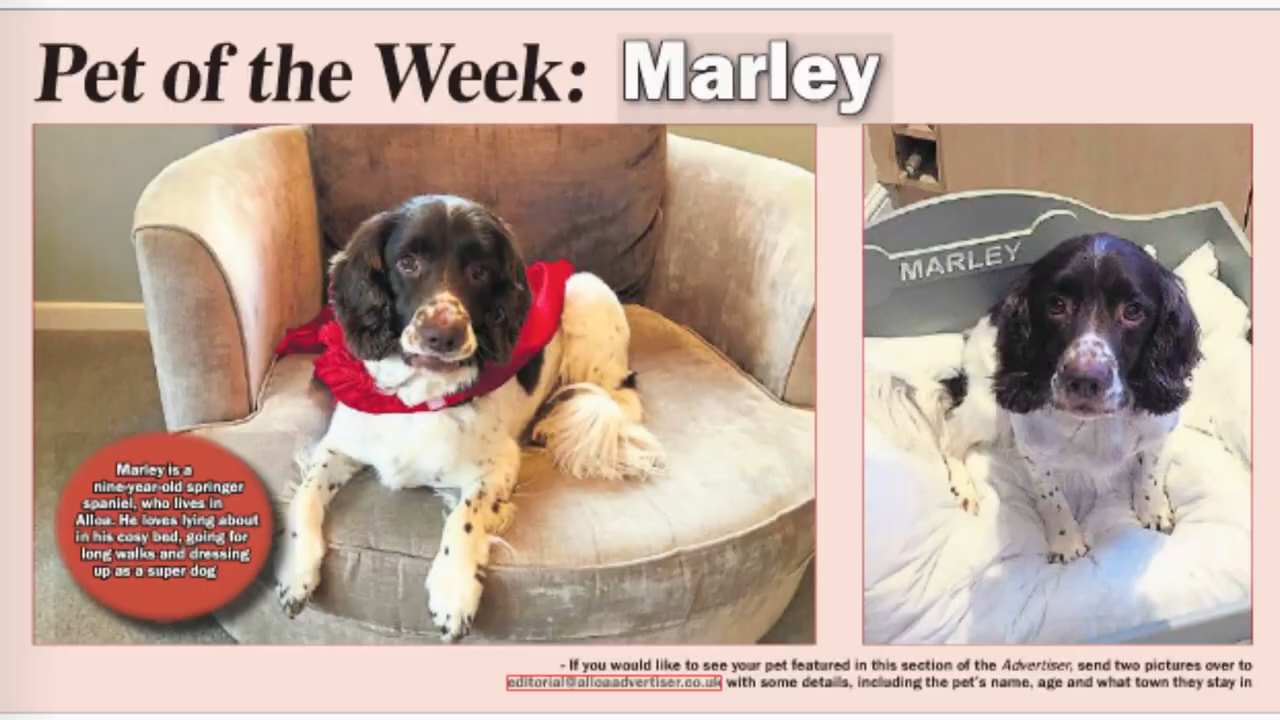 Pet of the Week: Marley
MARLEY
Marley is a
nine-year-old springer
spaniel, who lives in
Alloa. He loves lying about
in his cosy bed, going for
long walks and dressing
up as a super dog
- If you would like to see your pet featured in this section of the Advertiser, send two pictures over to
editorial@alloaadvertiser.co.uk with some details, including the pet's name, age and what town they stay in